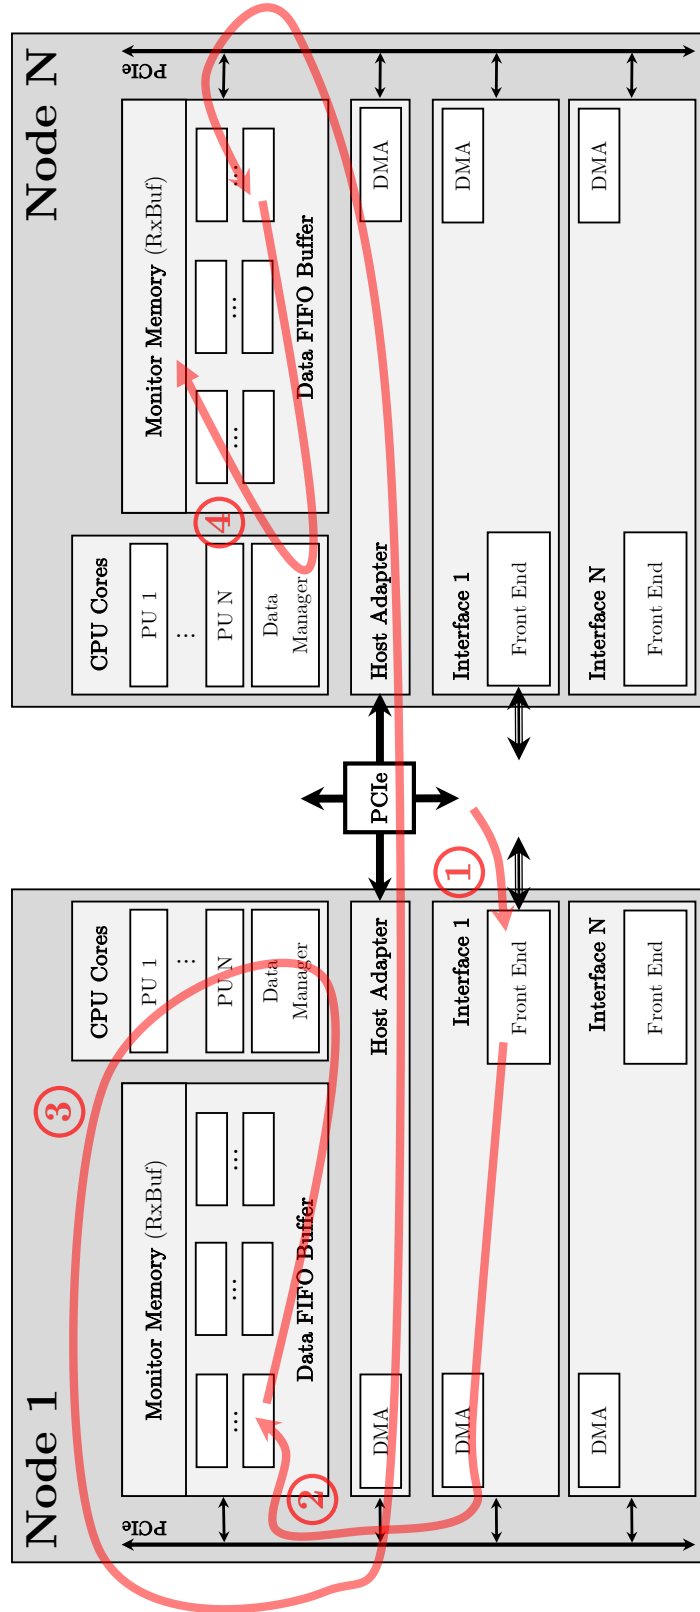 Node 1
PCIe
Monitor Memory (RxBuf)
...
...
...
Data FIFO Buffer
CPU Cores
PU 1
...
PU N
Data
Manager
3
2
Host Adapter
DMA
Interface 1
DMA
Front End
1
Interface N
DMA
Front End
PCIe
Node N
PCIe
CPU Cores
PU 1
...
PU N
Data
Manager
4
Monitor Memory (RxBuf)
...
...
...
Data FIFO Buffer
Host Adapter
DMA
Interface 1
Front End
DMA
Interface N
Front End
DMA